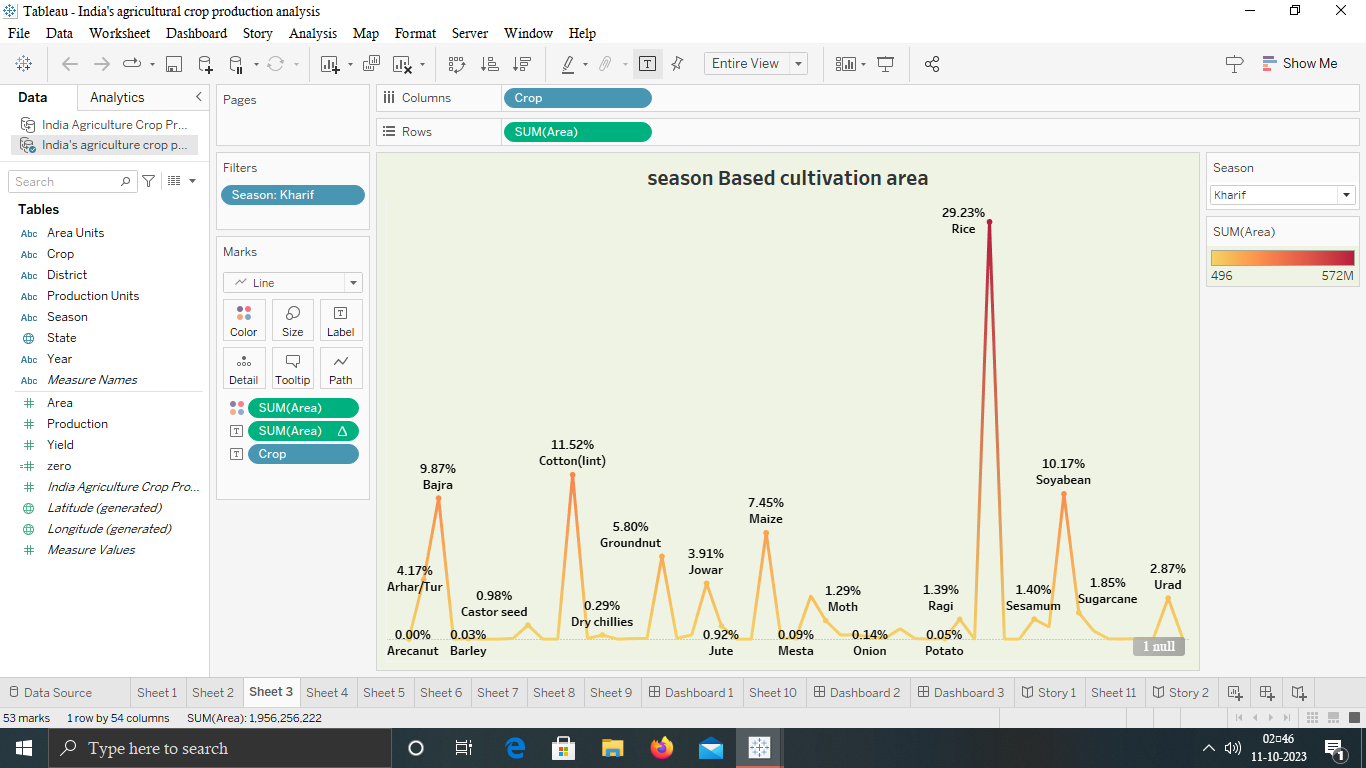 Tableau - India's agricultural crop production analysis
File Data Worksheet Dashboard Story Analysis Map Format Server Window Help
Entire View
Show Me
Data Analytics
India Agriculture Crop Pr...
India's agriculture crop p...
Search
Tables
Abc Area Units
Abc Crop
Abc District
Abc Production Units
Abc Season
State
Abc Year
Abc Measure Names
# Area
# Production
# Yield
=# zero
# India Agriculture Crop Pro...
Latitude (generated)
Longitude (generated)
# Measure Values
Pages
Filters
Season: Kharif
Marks
Line
Color Size Label
Detail Tooltip Path
SUM(Area)
T SUM(Area) △
T Crop
Columns Crop
Rows SUM(Area)
season Based cultivation area
29.23%
Rice
11.52%
Cotton(lint)
10.17%
Soyabean
9.87%
Bajra
7.45%
Maize
5.80%
Groundnut
3.91%
Jowar
4.17%
Arhar/Tur
2.87%
Urad
0.98%
Castor seed
0.29%
Dry chillies
1.29%
Moth
1.39%
Ragi
1.40%
Sesamum
1.85%
Sugarcane
0.00%
Arecanut
0.03%
Barley
0.92%
Jute
0.09%
Mesta
0.14%
Onion
0.05%
Potato
1 null
Season
Kharif
SUM(Area)
496 572M
Data Source Sheet 1 Sheet 2 Sheet 3 Sheet 4 Sheet 5 Sheet 6 Sheet 7 Sheet 8 Sheet 9 Dashboard 1 Sheet 10 Dashboard 2 Dashboard 3 Story 1 Sheet 11 Story 2
53 marks 1 row by 54 columns SUM(Area): 1,956,256,222
Type here to search
02¤46
11-10-2023
1